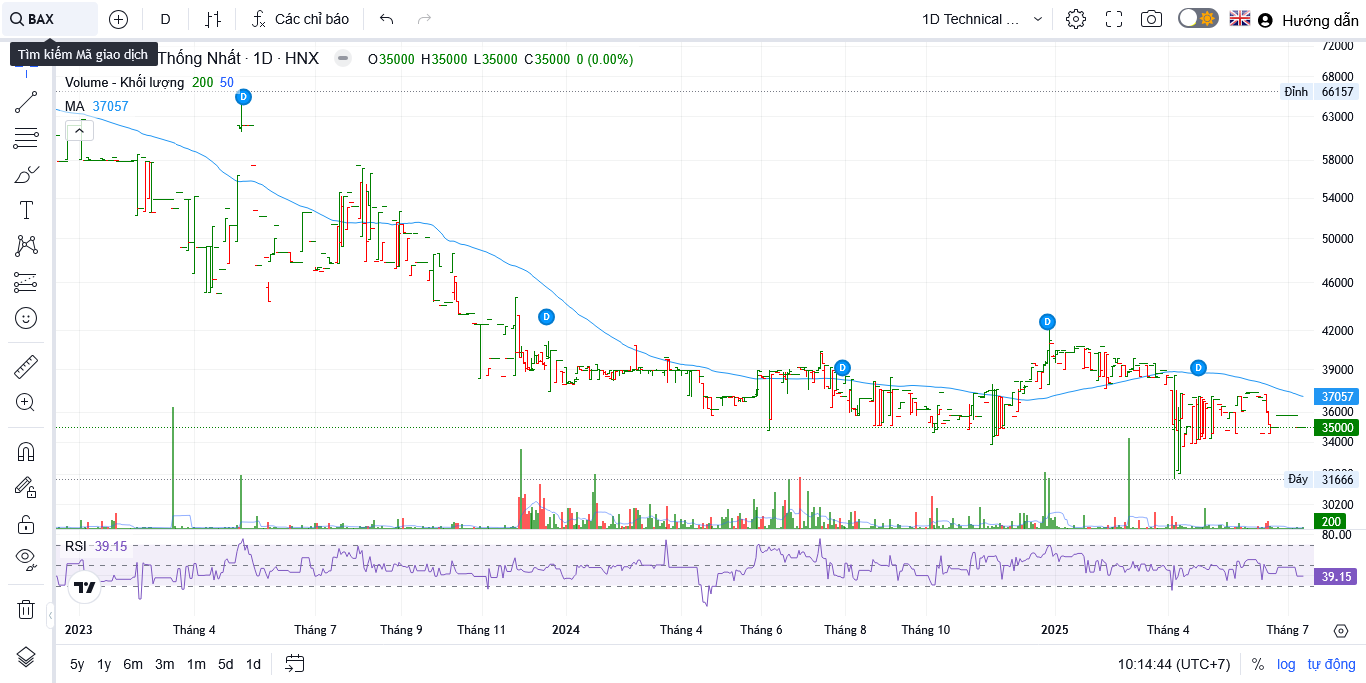 BAX D Các chỉ báo 1D Technical ... Hướng dẫn
Tìm kiếm Mã giao dịch
Thống Nhất · 1D · HNX O35000 H35000 L35000 C35000 0 (0.00%)
Volume - Khối lượng 200 50
MA 37057
D
D
D
D
D
72000
68000
Đỉnh 66157
63000
58000
54000
50000
46000
42000
39000
37057
36000
35000
34000
Đáy 31666
30200
200
80.00
RSI 39.15
39.15
2023 Tháng 4 Tháng 7 Tháng 9 Tháng 11 2024 Tháng 4 Tháng 6 Tháng 8 Tháng 10 2025 Tháng 4 Tháng 7
5y 1y 6m 3m 1m 5d 1d 10:14:44 (UTC+7) % log tự động